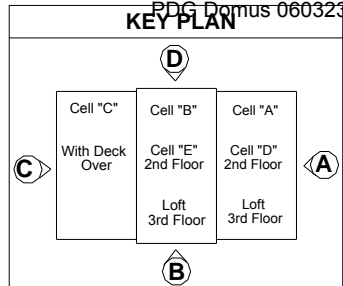 PDG Domus 060323
KEY PLAN
D
Cell "C"
With Deck
Over
Cell "B"
Cell "E"
2nd Floor
Loft
3rd Floor
Cell "A"
Cell "D"
2nd Floor
Loft
3rd Floor
C
A
B